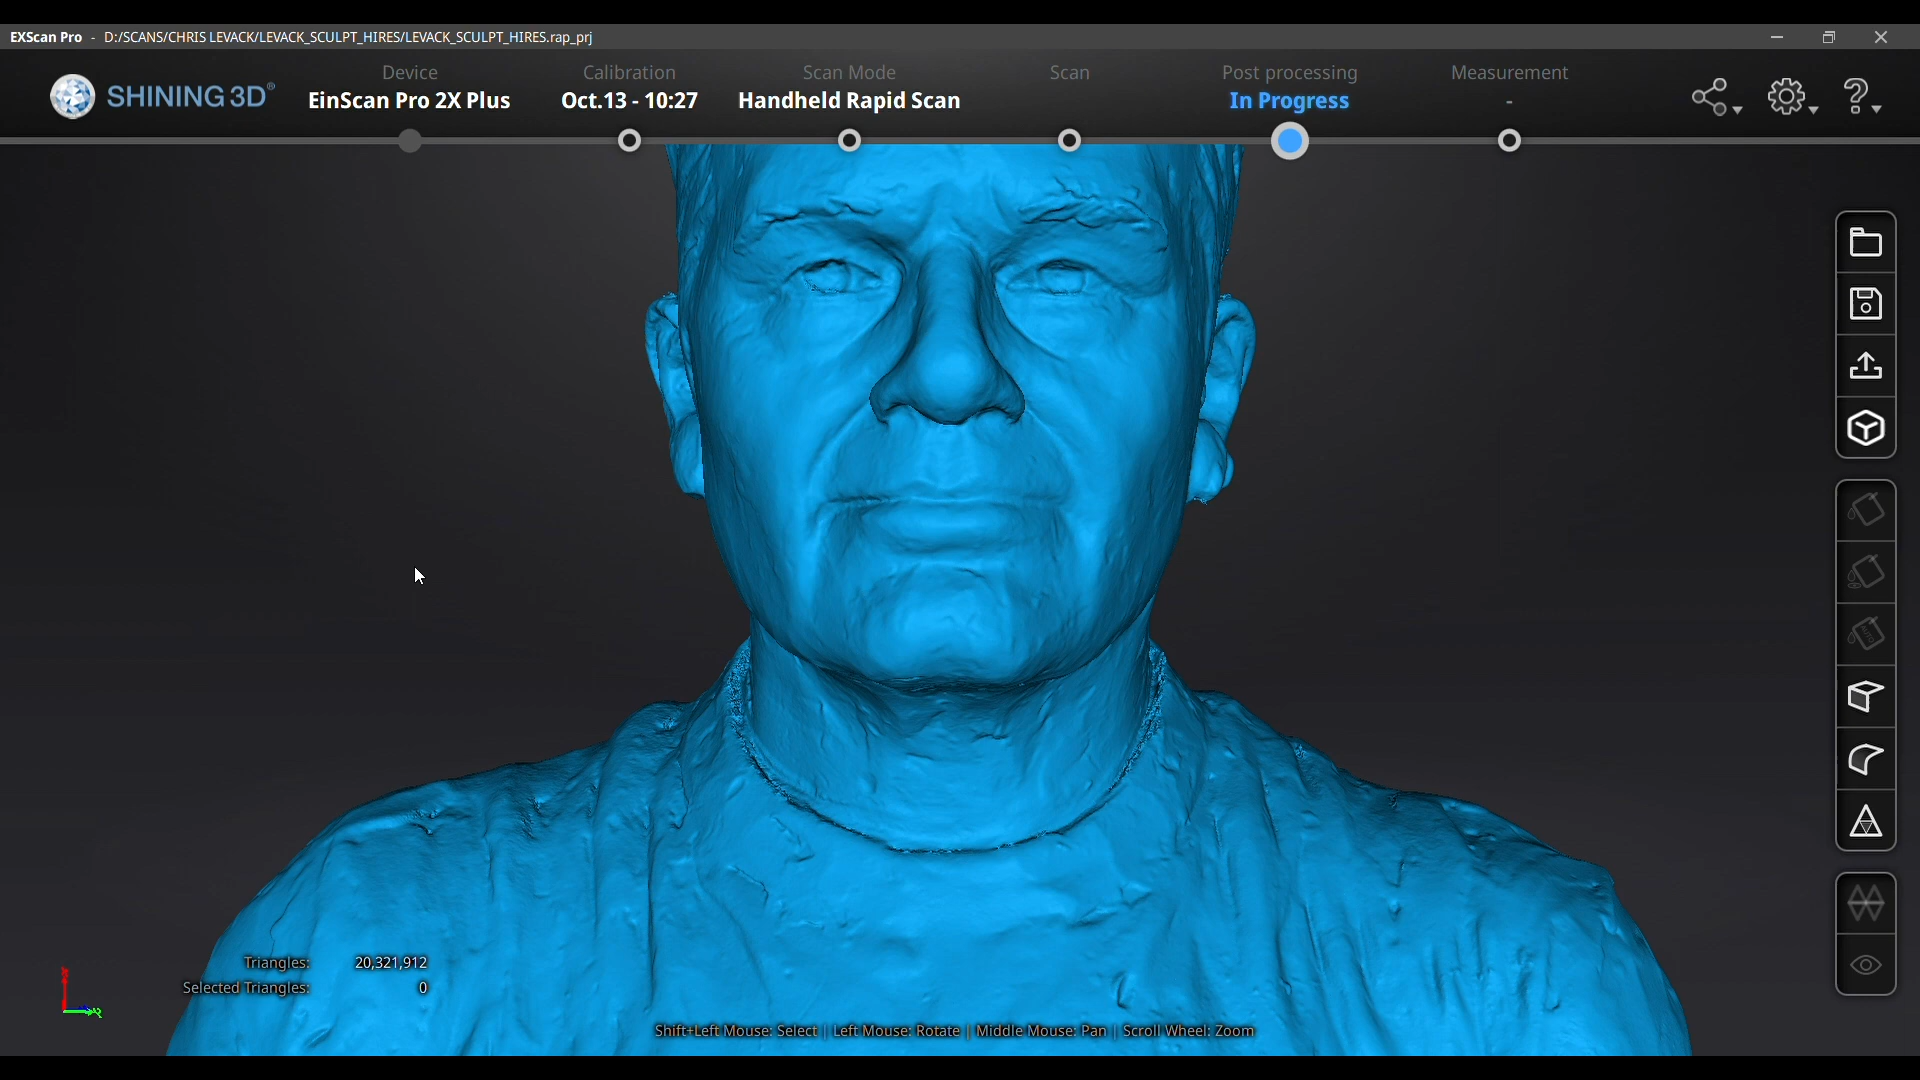 EXScan Pro - D:/SCANS/CHRIS LEVACK/LEVACK_SCULPT_HIRES/LEVACK_SCULPT_HIRES.rap_prj
SHINING 3D®
Device Calibration Scan Mode Scan Post processing Measurement
EinScan Pro 2X Plus Oct.13 - 10:27 Handheld Rapid Scan In Progress -
Triangles: 20,321,912
Selected Triangles: 0
Shift+Left Mouse: Select | Left Mouse: Rotate | Middle Mouse: Pan | Scroll Wheel: Zoom